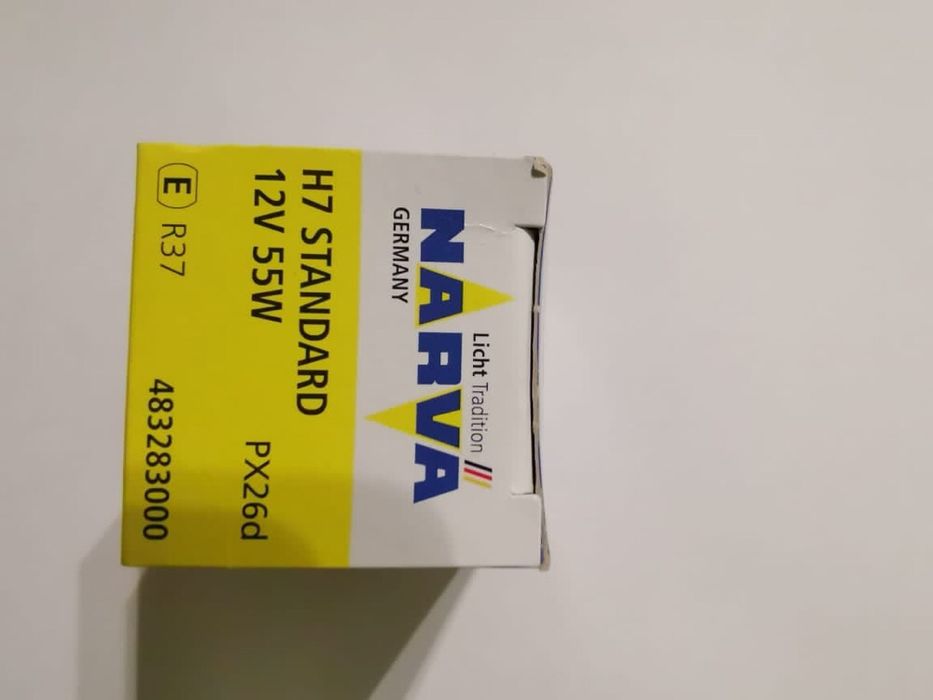 Licht Tradition
NARVA
GERMANY
H7 STANDARD
12V 55W PX26d
E R37 483283000